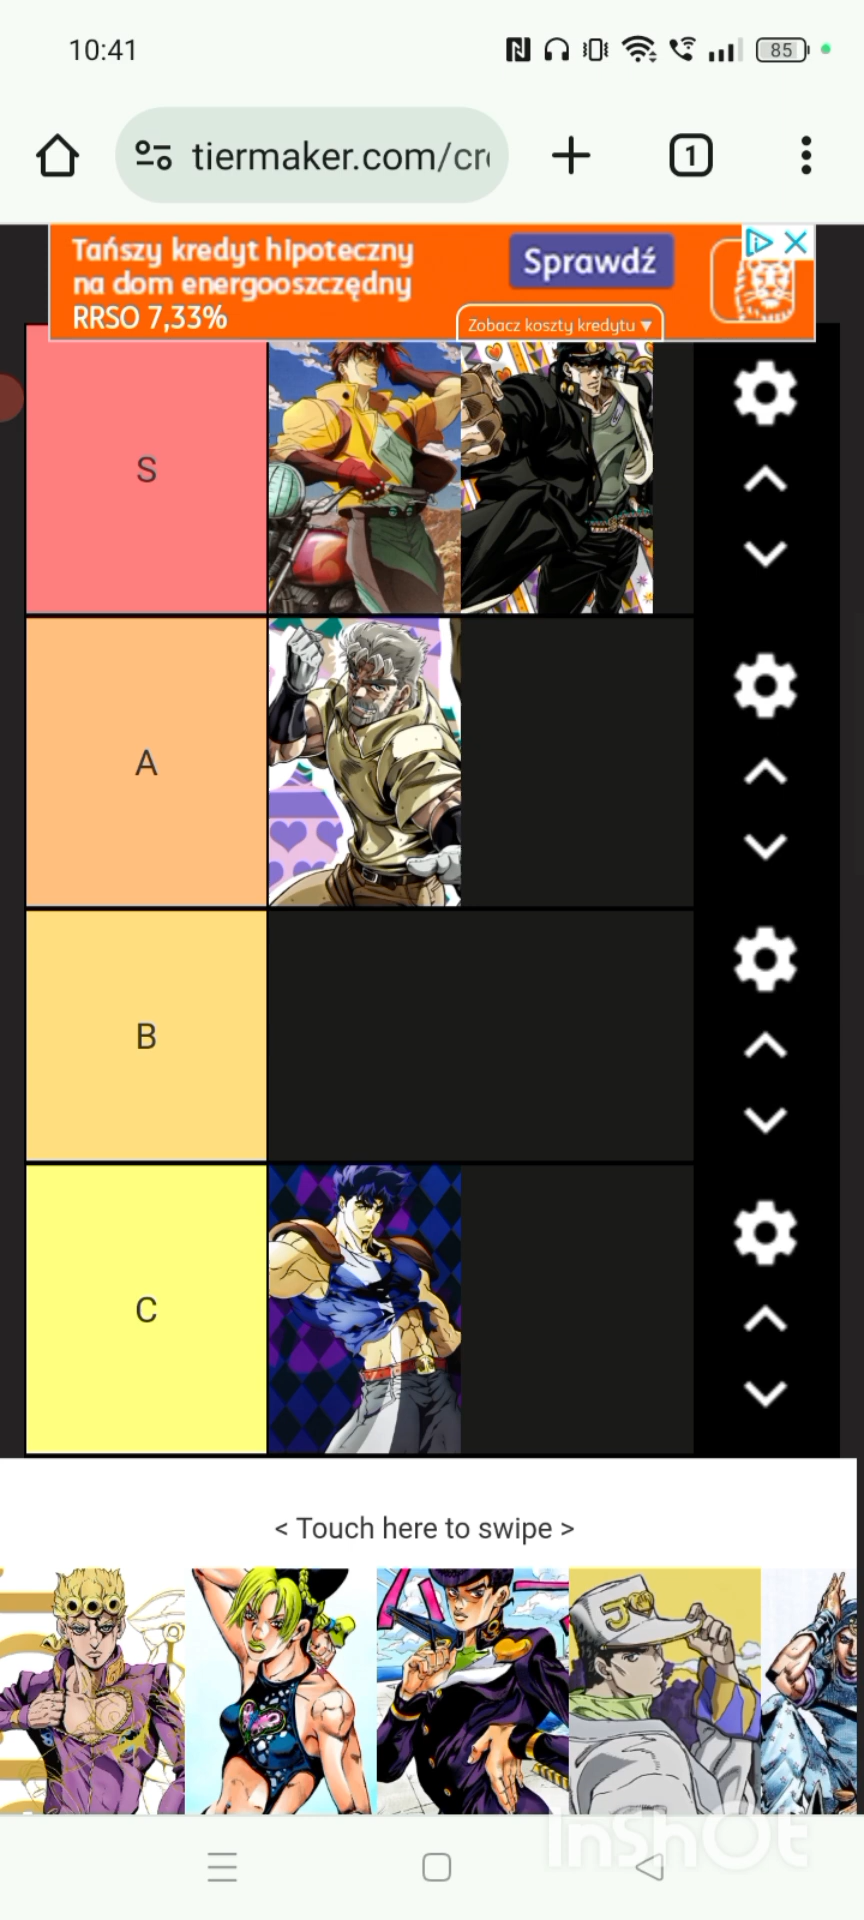 10:41
85
tiermaker.com/cr
1
Tańszy kredyt hipoteczny
na dom energooszczędny
RRSO 7,33%
Sprawdź
Zobacz koszty kredytu ▼
S
A
B
C
< Touch here to swipe >
InShOt